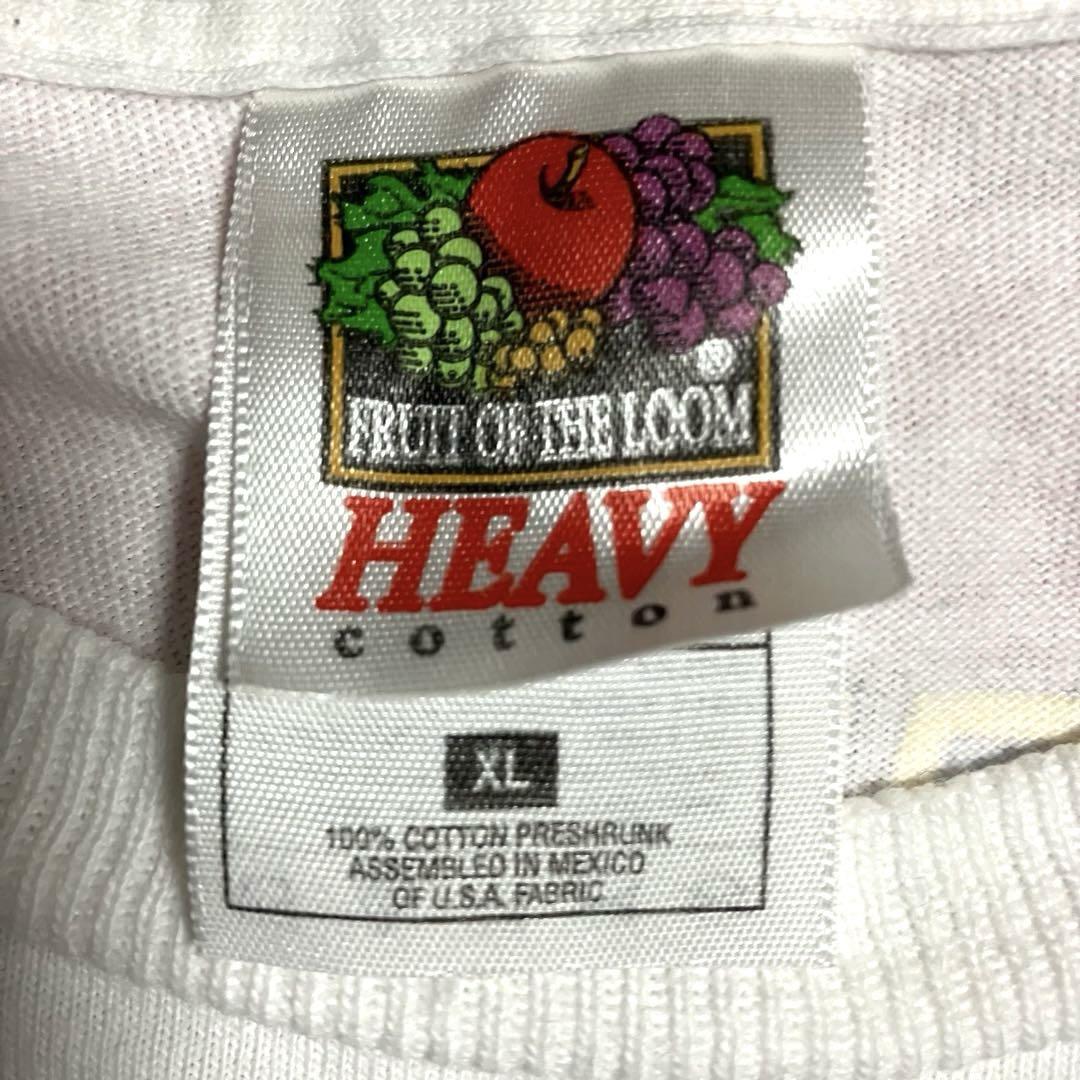 ®
FRUIT OF THE LOOM
HEAVY
cotton
XL
100% COTTON PRESHRUNK
ASSEMBLED IN MEXICO
OF U.S.A. FABRIC